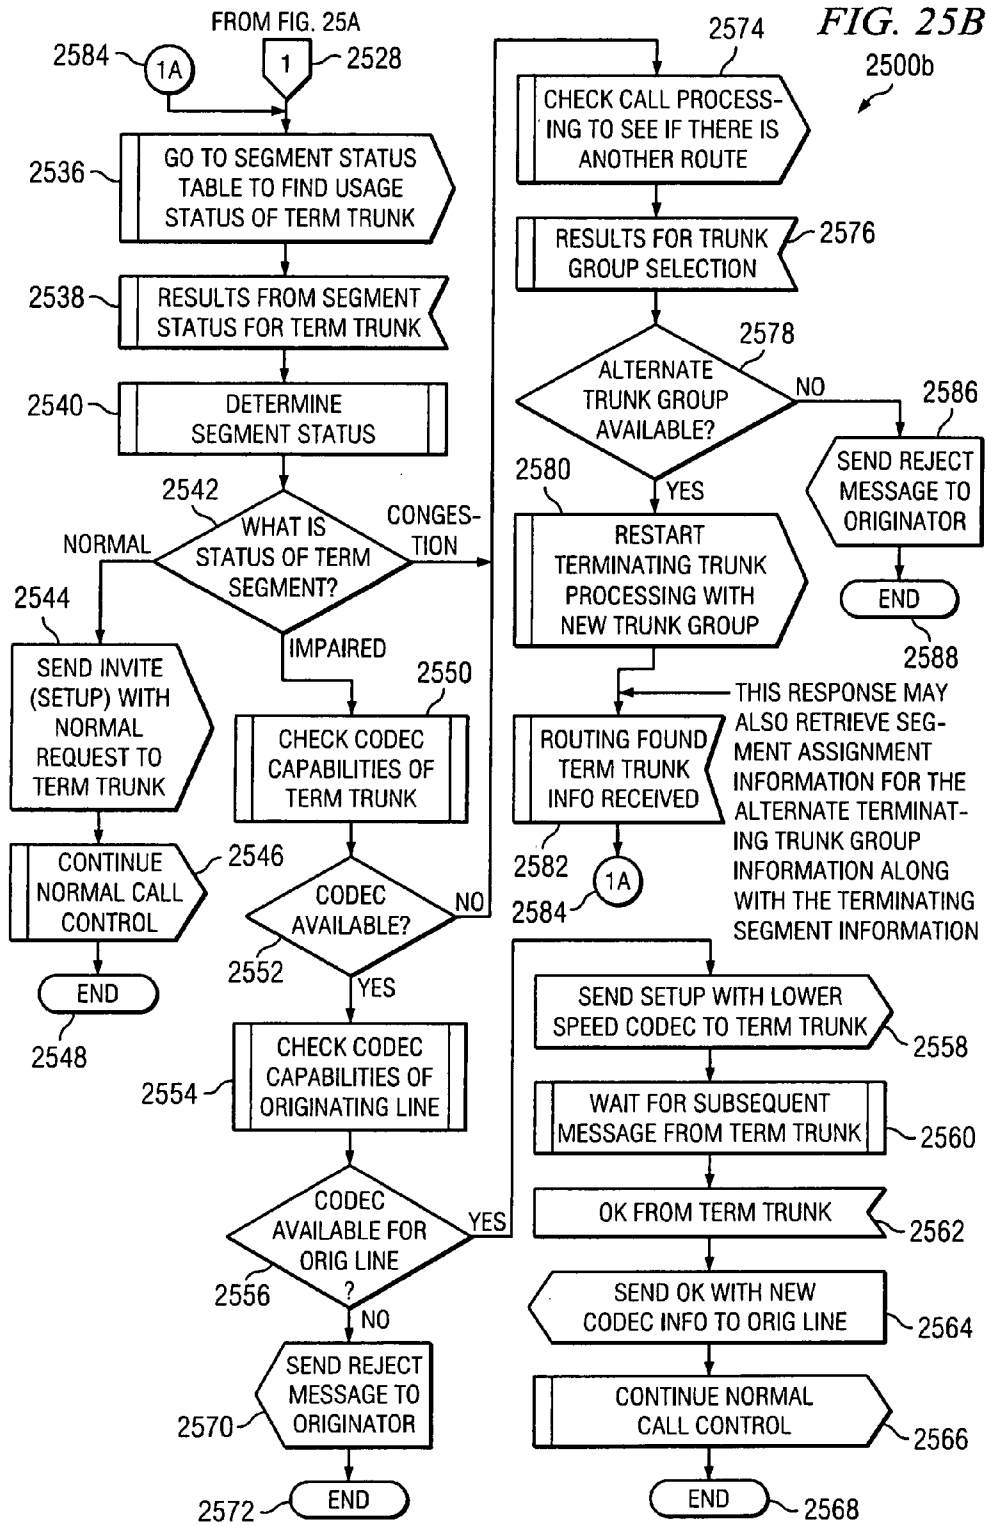 FIG. 25B
2500b
FROM FIG. 25A
2584
1A
1
2528
2536
GO TO SEGMENT STATUS
TABLE TO FIND USAGE
STATUS OF TERM TRUNK
2538
RESULTS FROM SEGMENT
STATUS FOR TERM TRUNK
2540
DETERMINE
SEGMENT STATUS
2542
WHAT IS
STATUS OF TERM
SEGMENT?
NORMAL
CONGES-
TION
IMPAIRED
2544
SEND INVITE
(SETUP) WITH
NORMAL
REQUEST TO
TERM TRUNK
CONTINUE
NORMAL CALL
CONTROL
2546
END
2548
2550
CHECK CODEC
CAPABILITIES OF
TERM TRUNK
CODEC
AVAILABLE?
NO
2552
YES
2554
CHECK CODEC
CAPABILITIES OF
ORIGINATING LINE
CODEC
AVAILABLE FOR
ORIG LINE
?
YES
2556
NO
SEND REJECT
MESSAGE TO
ORIGINATOR
2570
END
2572
2574
CHECK CALL PROCESS-
ING TO SEE IF THERE IS
ANOTHER ROUTE
RESULTS FOR TRUNK
GROUP SELECTION
2576
2578
ALTERNATE
TRUNK GROUP
AVAILABLE?
NO
YES
2586
SEND REJECT
MESSAGE TO
ORIGINATOR
END
2588
2580
RESTART
TERMINATING TRUNK
PROCESSING WITH
NEW TRUNK GROUP
ROUTING FOUND
TERM TRUNK
INFO RECEIVED
2582
1A
2584
THIS RESPONSE MAY
ALSO RETRIEVE SEG-
MENT ASSIGNMENT
INFORMATION FOR THE
ALTERNATE TERMINAT-
ING TRUNK GROUP
INFORMATION ALONG
WITH THE TERMINATING
SEGMENT INFORMATION
SEND SETUP WITH LOWER
SPEED CODEC TO TERM TRUNK
2558
WAIT FOR SUBSEQUENT
MESSAGE FROM TERM TRUNK
2560
OK FROM TERM TRUNK
2562
SEND OK WITH NEW
CODEC INFO TO ORIG LINE
2564
CONTINUE NORMAL
CALL CONTROL
2566
END
2568